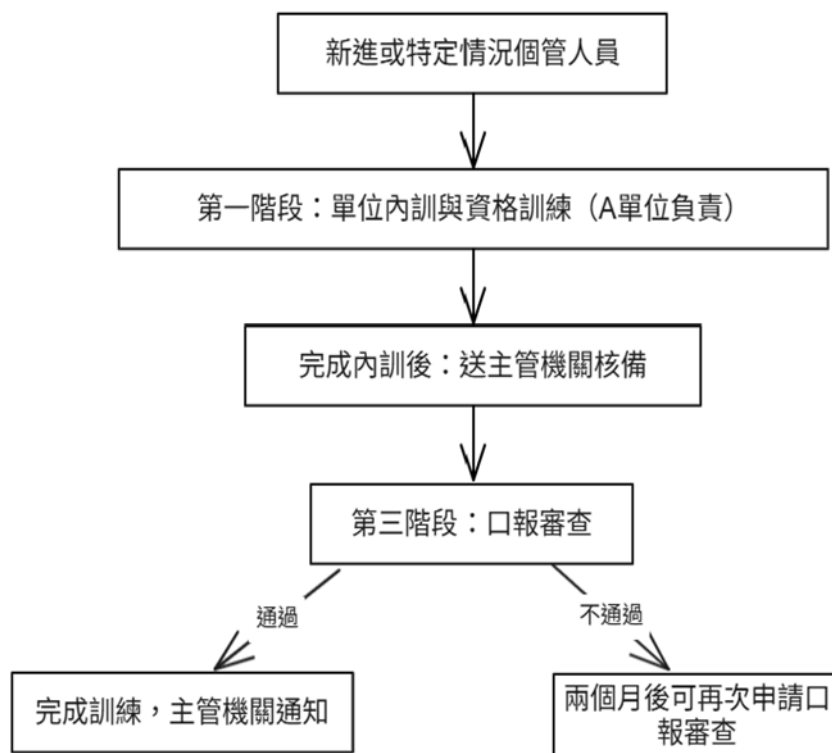 新進或特定情況個管人員
第一階段：單位內訓與資格訓練（A單位負責）
完成內訓後：送主管機關核備
第三階段：口報審查
通過
不通過
完成訓練，主管機關通知
兩個月後可再次申請口
報審查